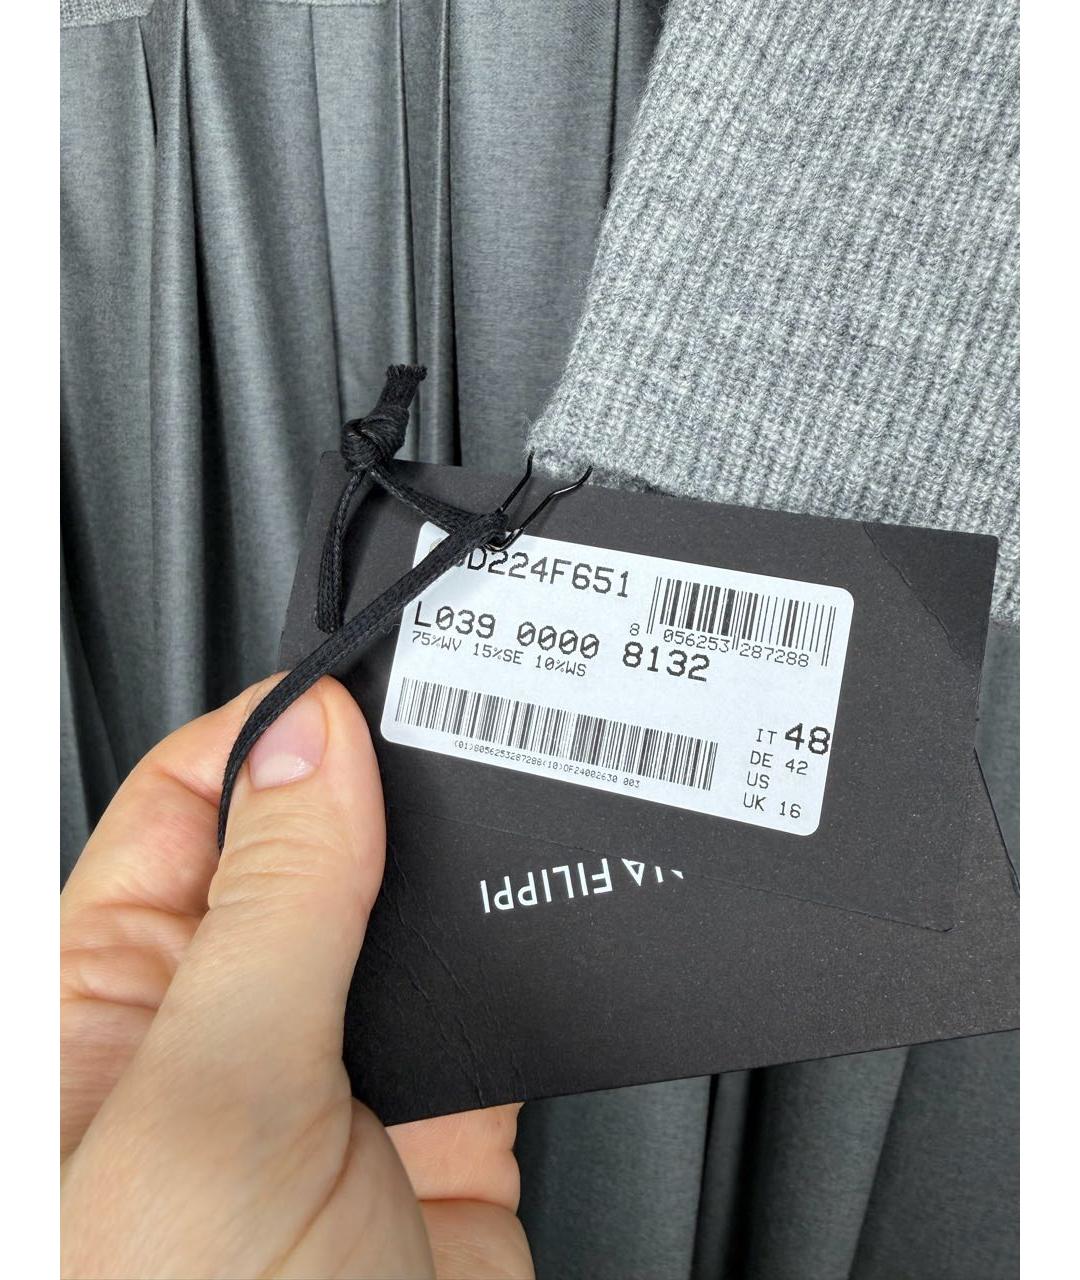 D224F651
L039 0000 8132
75%WV 15%SE 10%WS
8 056253 287288
(01)8056253287288(10)OF24002630 003
IT 48
DE 42
US
UK 16
FILIPPI